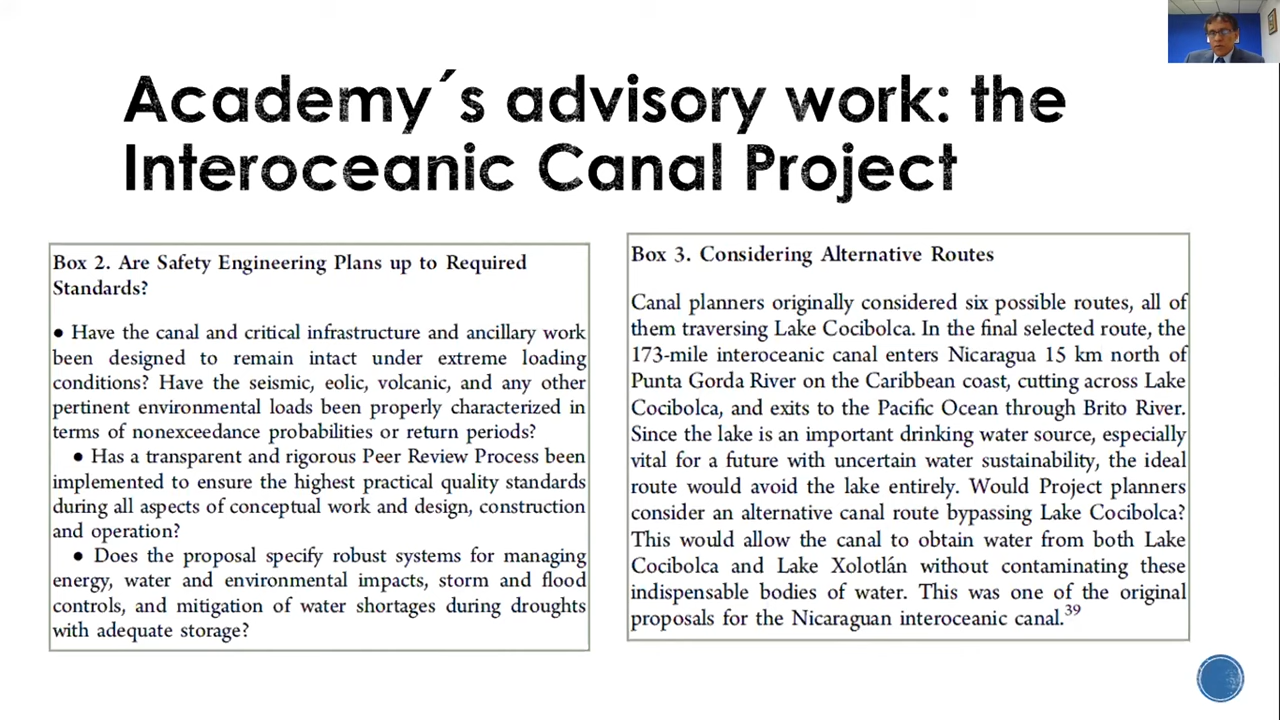 Academy´s advisory work: the
Interoceanic Canal Project
Box 2. Are Safety Engineering Plans up to Required
Standards?
● Have the canal and critical infrastructure and ancillary work
been designed to remain intact under extreme loading
conditions? Have the seismic, eolic, volcanic, and any other
pertinent environmental loads been properly characterized in
terms of nonexceedance probabilities or return periods?
● Has a transparent and rigorous Peer Review Process been
implemented to ensure the highest practical quality standards
during all aspects of conceptual work and design, construction
and operation?
● Does the proposal specify robust systems for managing
energy, water and environmental impacts, storm and flood
controls, and mitigation of water shortages during droughts
with adequate storage?
Box 3. Considering Alternative Routes
Canal planners originally considered six possible routes, all of
them traversing Lake Cocibolca. In the final selected route, the
173-mile interoceanic canal enters Nicaragua 15 km north of
Punta Gorda River on the Caribbean coast, cutting across Lake
Cocibolca, and exits to the Pacific Ocean through Brito River.
Since the lake is an important drinking water source, especially
vital for a future with uncertain water sustainability, the ideal
route would avoid the lake entirely. Would Project planners
consider an alternative canal route bypassing Lake Cocibolca?
This would allow the canal to obtain water from both Lake
Cocibolca and Lake Xolotlán without contaminating these
indispensable bodies of water. This was one of the original
proposals for the Nicaraguan interoceanic canal.39